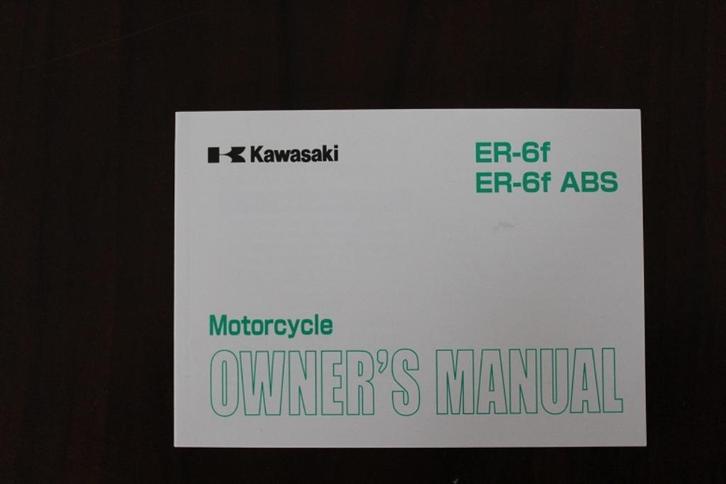 Kawasaki
ER-6f
ER-6f ABS
Motorcycle
OWNER'S MANUAL